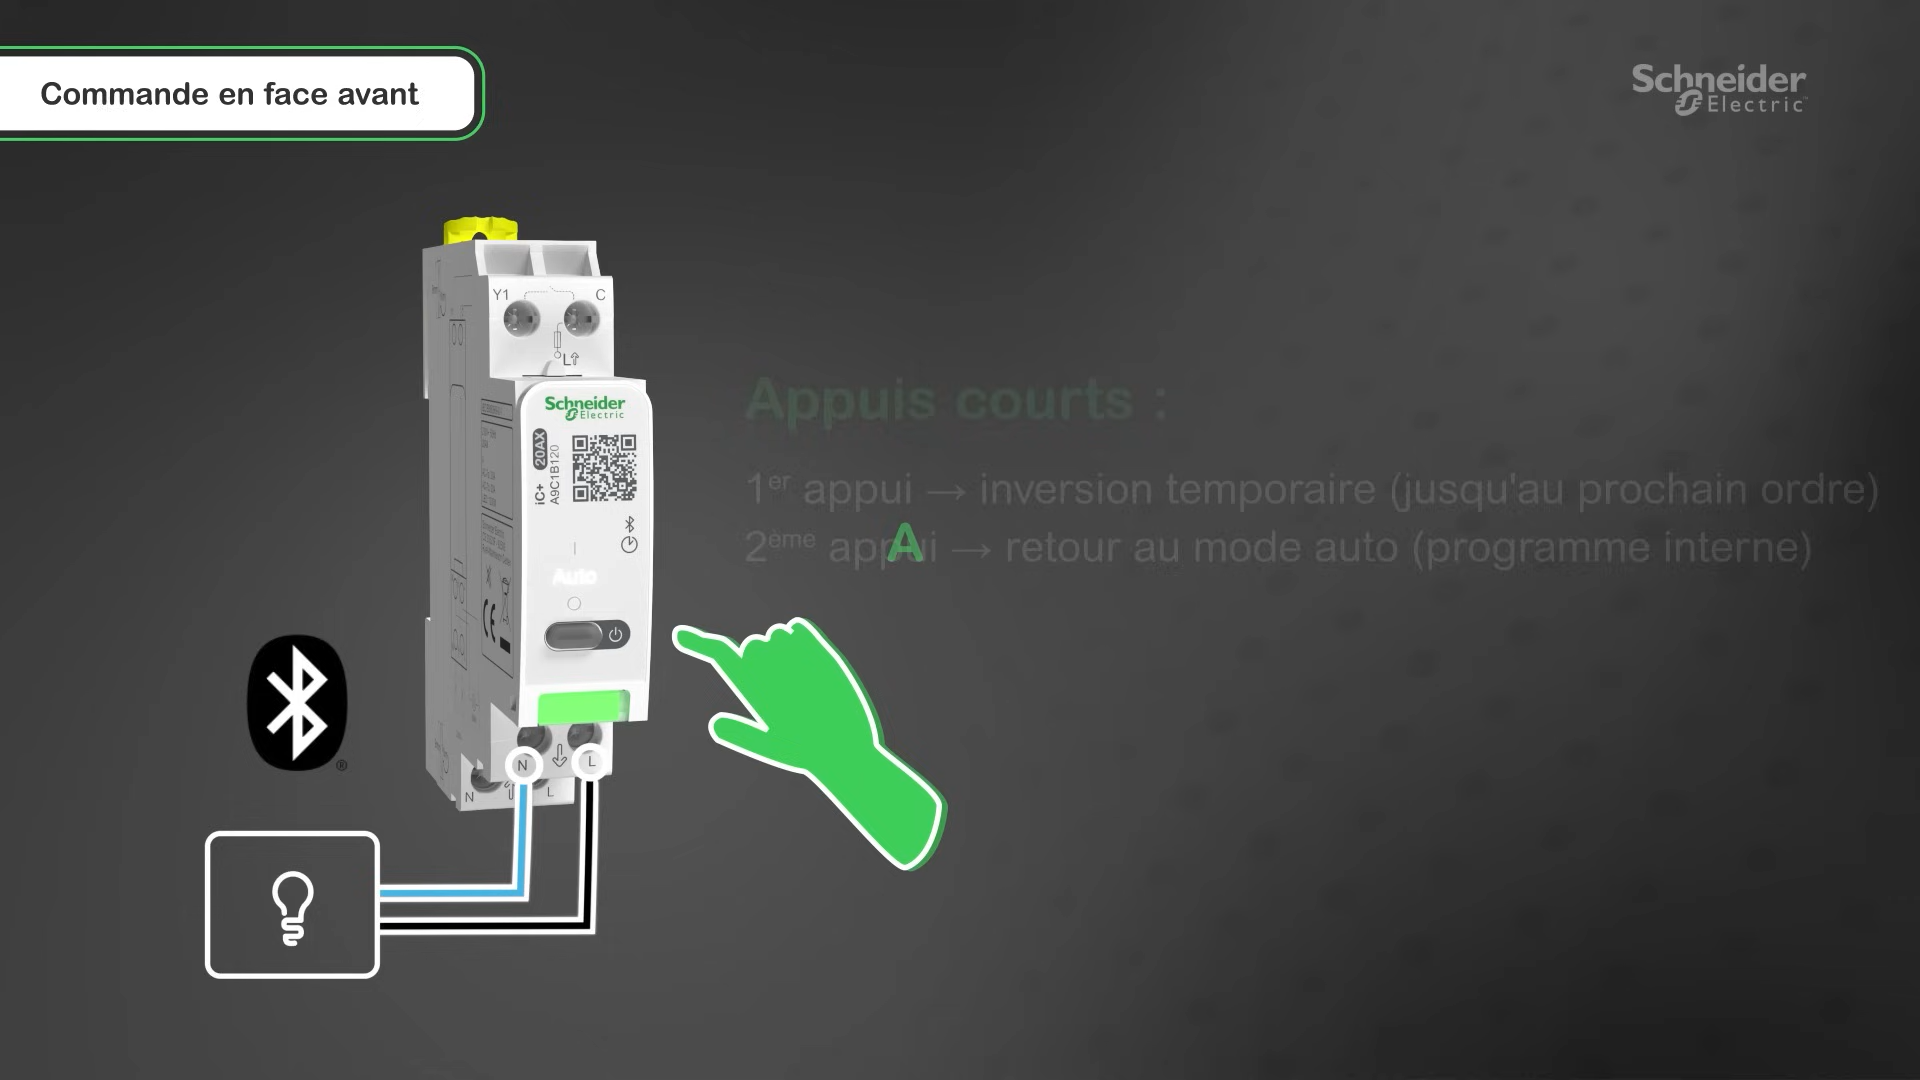 Commande en face avant
Schneider
Electric
Y1
C
L
Schneider
Electric
20AX
iC+
A9C1B120
Auto
CE
N
L
N
L
Appuis courts :
1er appui → inversion temporaire (jusqu'au prochain ordre)
2ème appui → retour au mode auto (programme interne)
A